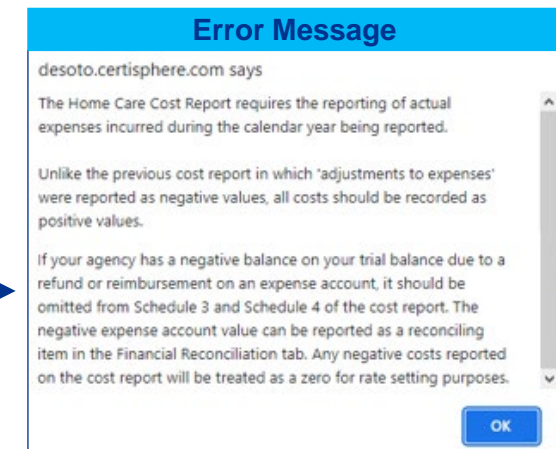 Error Message
desoto.certisphere.com says
The Home Care Cost Report requires the reporting of actual
expenses incurred during the calendar year being reported.
Unlike the previous cost report in which 'adjustments to expenses'
were reported as negative values, all costs should be recorded as
positive values.
If your agency has a negative balance on your trial balance due to a
refund or reimbursement on an expense account, it should be
omitted from Schedule 3 and Schedule 4 of the cost report. The
negative expense account value can be reported as a reconciling
item in the Financial Reconciliation tab. Any negative costs reported
on the cost report will be treated as a zero for rate setting purposes.
OK